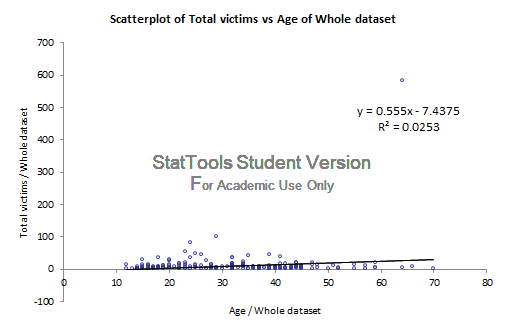 Scatterplot of Total victims vs Age of Whole dataset
700
600
500
400
300
200
100
0
-100
Total victims / Whole dataset
y = 0.555x - 7.4375
R² = 0.0253
StatTools Student Version
For Academic Use Only
0 10 20 30 40 50 60 70 80
Age / Whole dataset